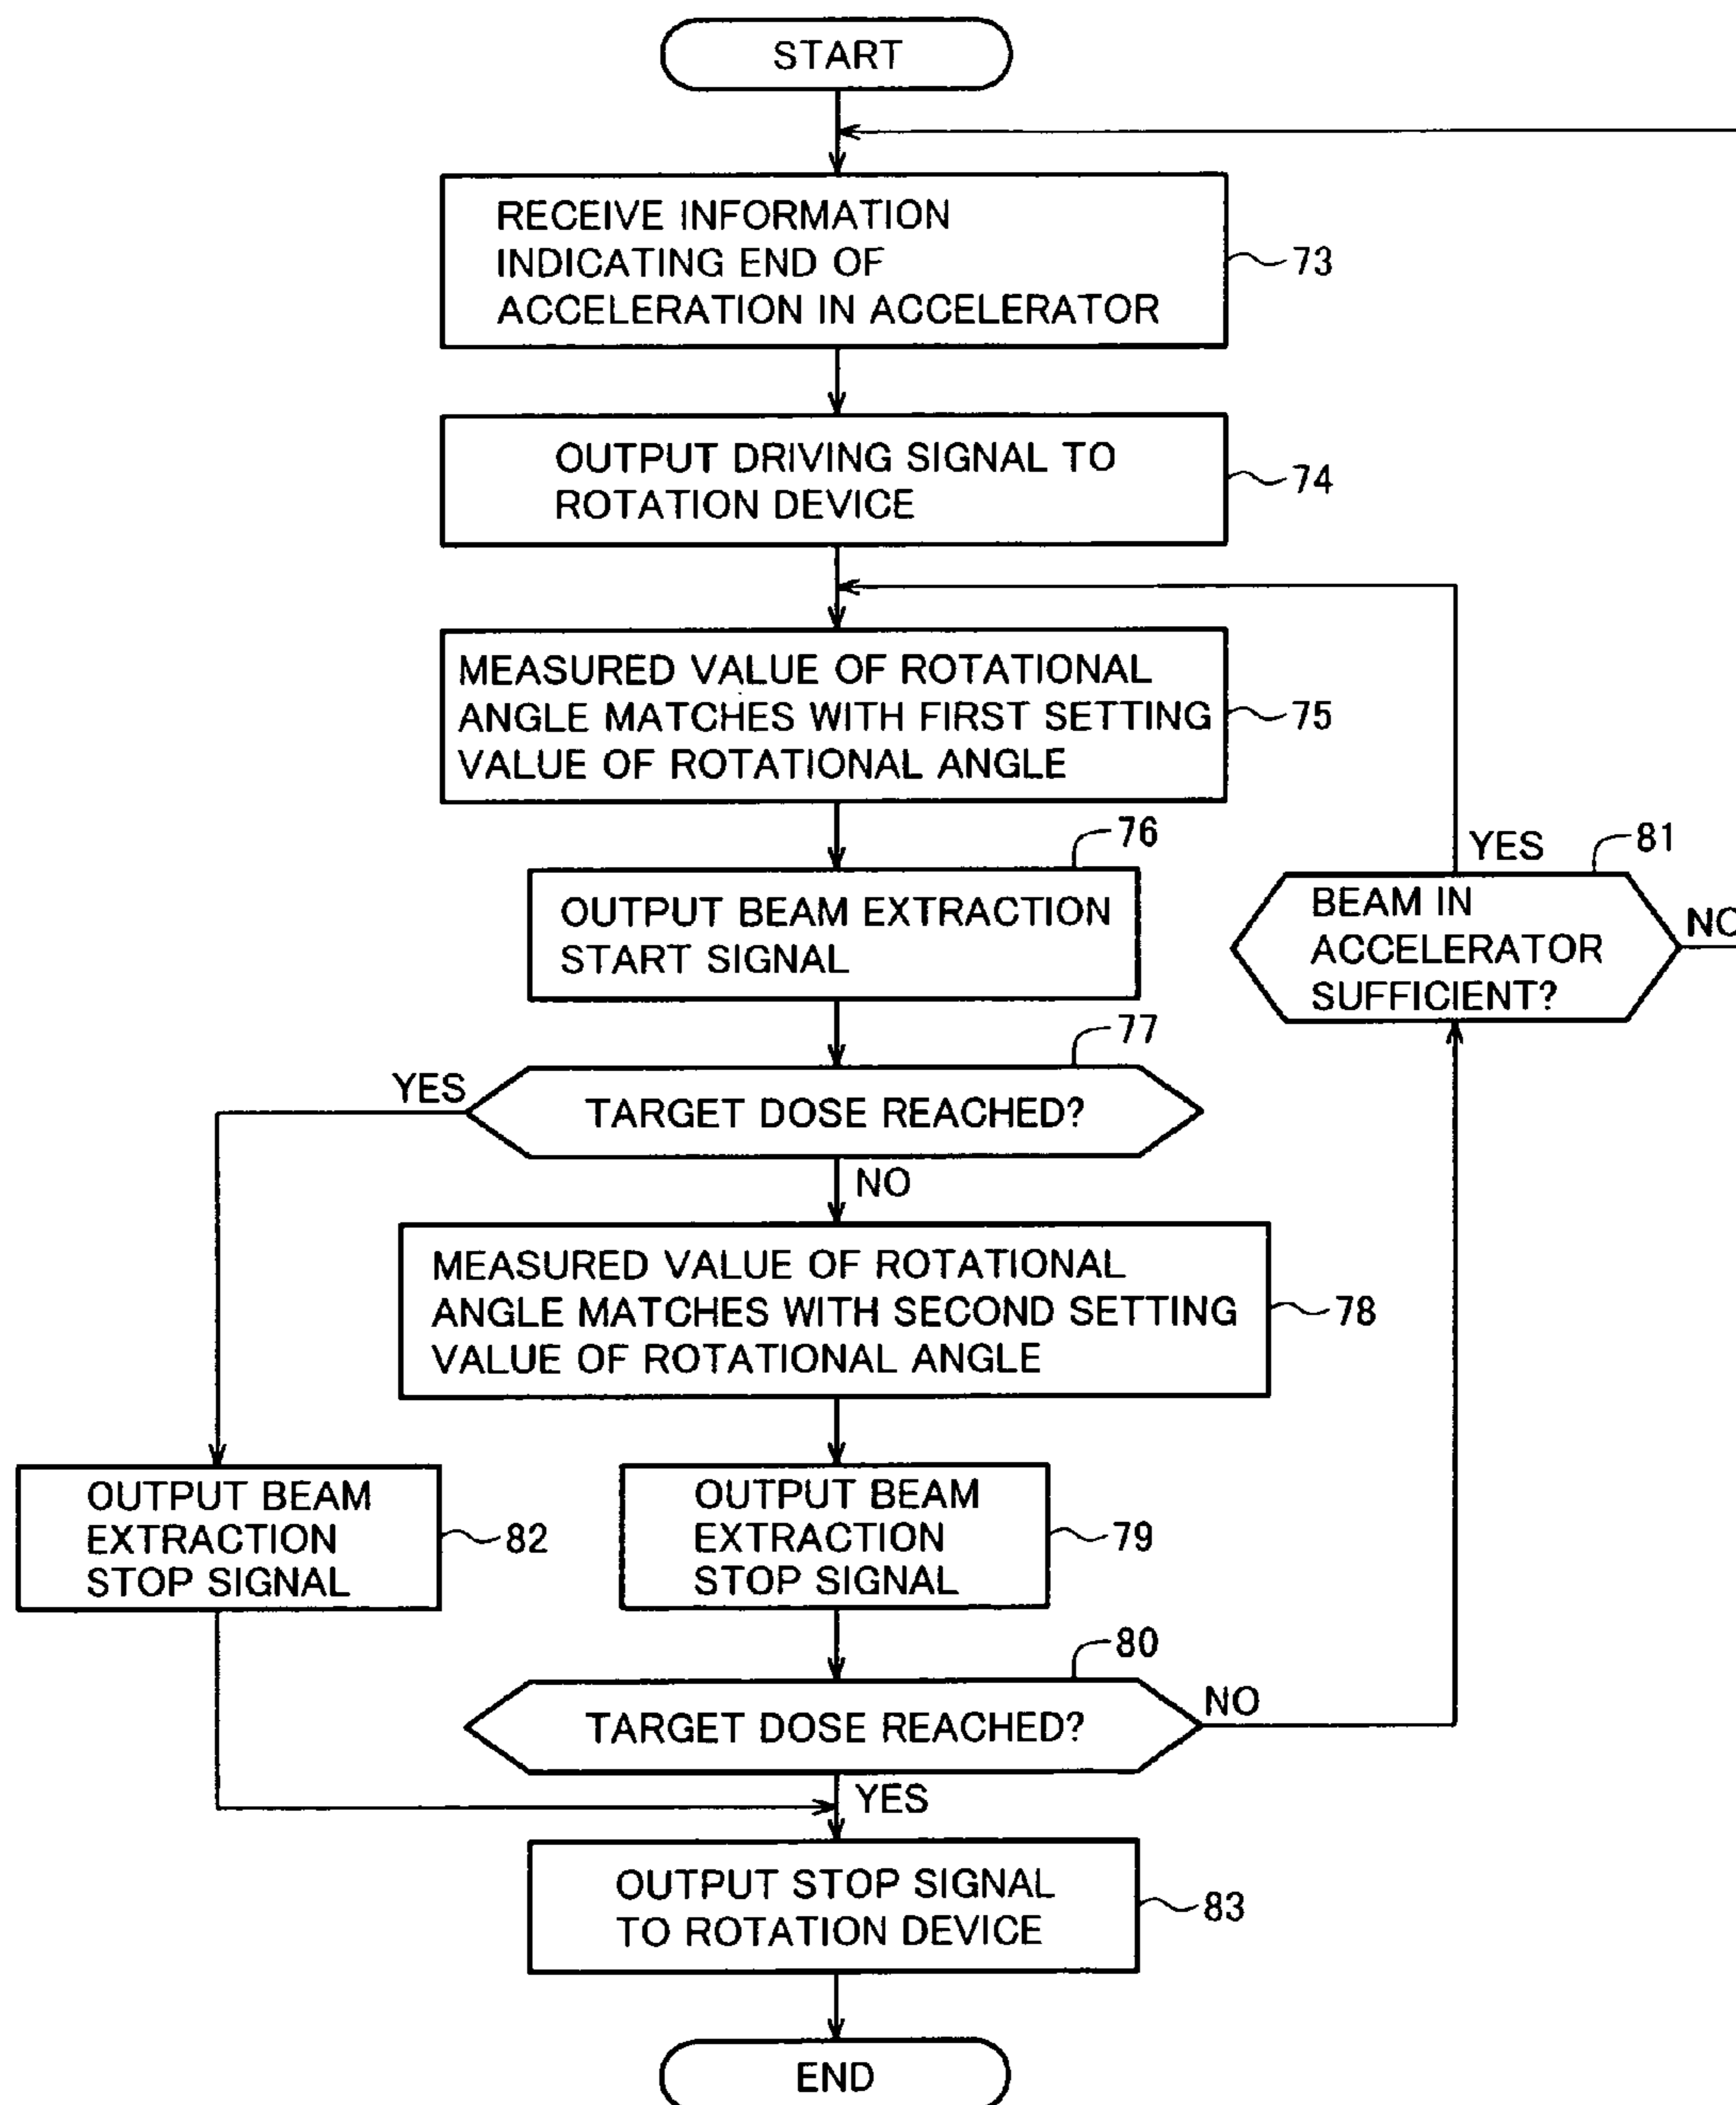 START
RECEIVE INFORMATION
INDICATING END OF
ACCELERATION IN ACCELERATOR
73
OUTPUT DRIVING SIGNAL TO
ROTATION DEVICE
74
MEASURED VALUE OF ROTATIONAL
ANGLE MATCHES WITH FIRST SETTING
VALUE OF ROTATIONAL ANGLE
75
76
OUTPUT BEAM EXTRACTION
START SIGNAL
YES
81
BEAM IN
ACCELERATOR
SUFFICIENT?
NO
77
YES
TARGET DOSE REACHED?
NO
MEASURED VALUE OF ROTATIONAL
ANGLE MATCHES WITH SECOND SETTING
VALUE OF ROTATIONAL ANGLE
78
OUTPUT BEAM
EXTRACTION
STOP SIGNAL
82
OUTPUT BEAM
EXTRACTION
STOP SIGNAL
79
80
TARGET DOSE REACHED?
NO
YES
OUTPUT STOP SIGNAL
TO ROTATION DEVICE
83
END